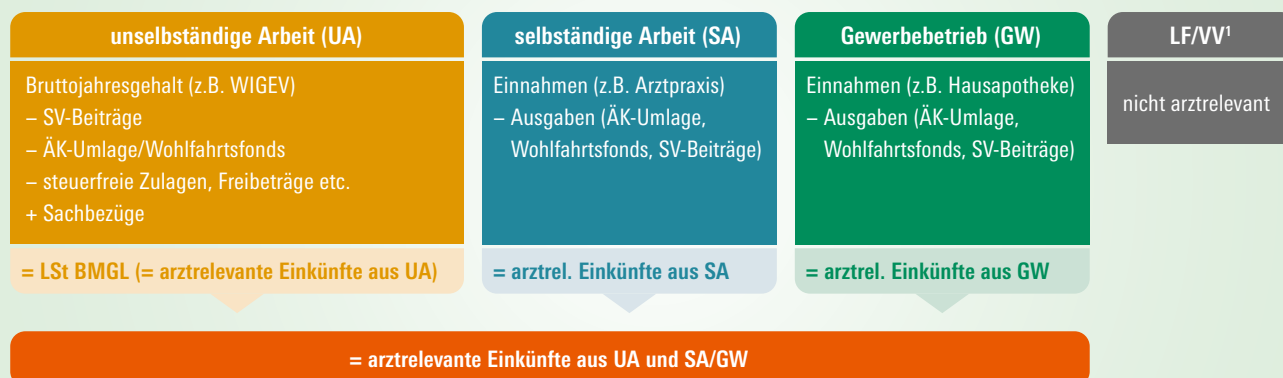 unselbständige Arbeit (UA)
Bruttojahresgehalt (z.B. WIGEV)
– SV-Beiträge
– ÄK-Umlage/Wohlfahrtsfonds
– steuerfreie Zulagen, Freibeträge etc.
+ Sachbezüge
= LSt BMGL (= arztrelevante Einkünfte aus UA)
selbständige Arbeit (SA)
Einnahmen (z.B. Arztpraxis)
– Ausgaben (ÄK-Umlage,
Wohlfahrtsfonds, SV-Beiträge)
= arztrel. Einkünfte aus SA
Gewerbebetrieb (GW)
Einnahmen (z.B. Hausapotheke)
– Ausgaben (ÄK-Umlage,
Wohlfahrtsfonds, SV-Beiträge)
= arztrel. Einkünfte aus GW
LF/VV¹
nicht arztrelevant
= arztrelevante Einkünfte aus UA und SA/GW